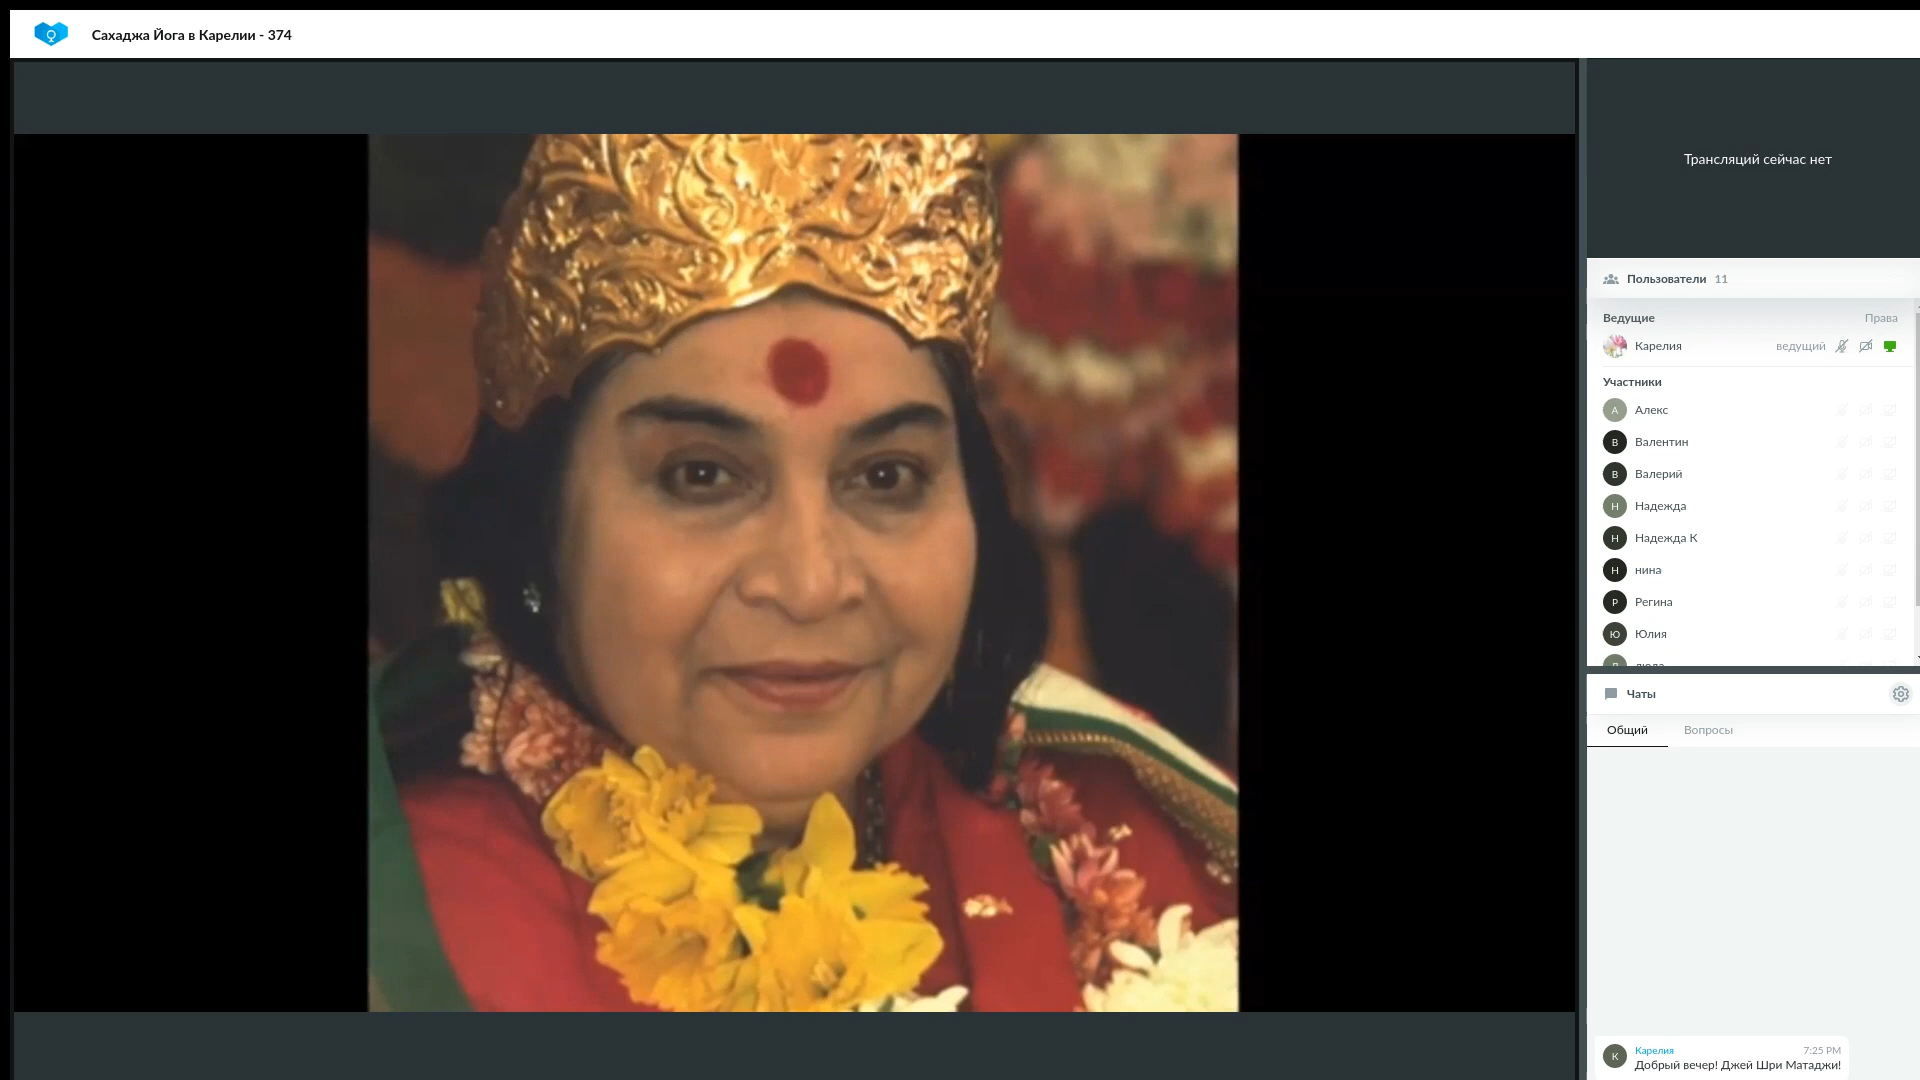 Сахаджа Йога в Карелии - 374
Трансляций сейчас нет
Пользователи 11
Ведущие Права
Карелия ведущий
Участники
А Алекс
В Валентин
В Валерий
Н Надежда
Н Надежда К
Н нина
Р Регина
Ю Юлия
Чаты
Общий Вопросы
К Карелия 7:25 PM
Добрый вечер! Джей Шри Матаджи!